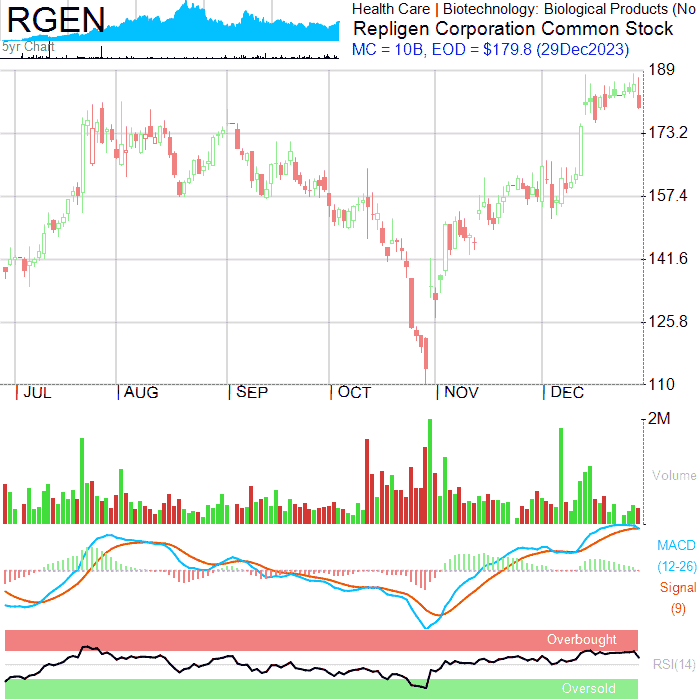 RGEN
5yr Chart
Health Care | Biotechnology: Biological Products (No
Repligen Corporation Common Stock
MC = 10B, EOD = $179.8 (29Dec2023)
189
173.2
157.4
141.6
125.8
110
| JUL | AUG | SEP | OCT | NOV | DEC
2M
Volume
MACD
(12-26)
Signal
(9)
Overbought
RSI(14)
Oversold